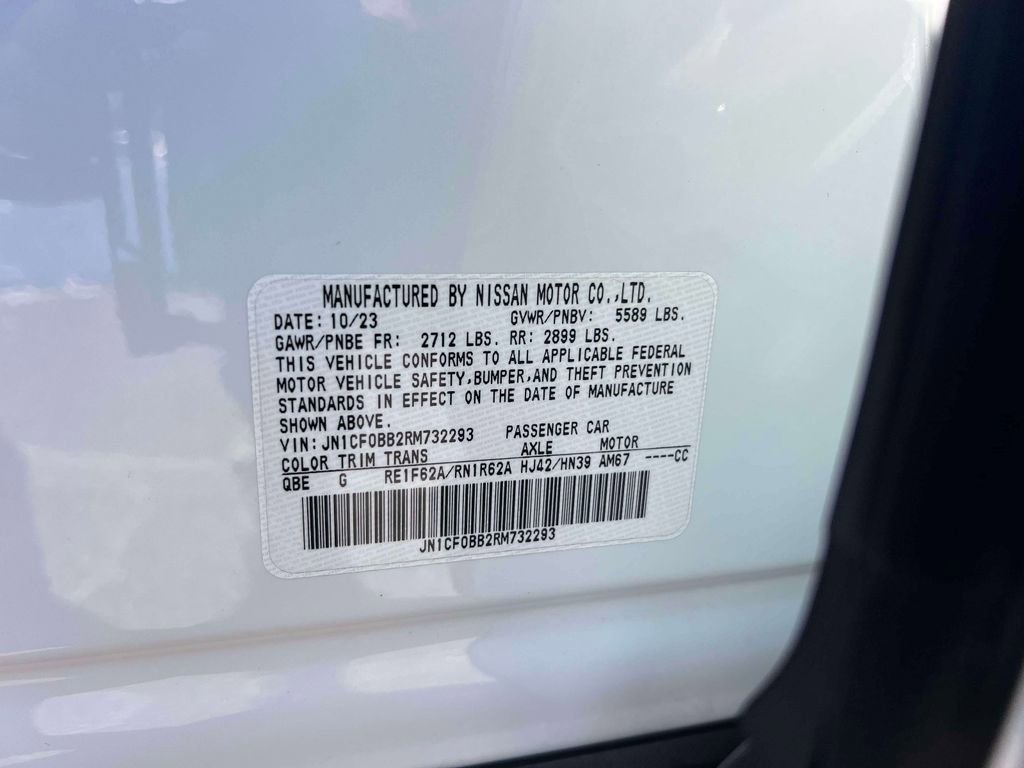 MANUFACTURED BY NISSAN MOTOR CO.,LTD.
DATE: 10/23 GVWR/PNBV: 5589 LBS.
GAWR/PNBE FR: 2712 LBS. RR: 2899 LBS.
THIS VEHICLE CONFORMS TO ALL APPLICABLE FEDERAL
MOTOR VEHICLE SAFETY,BUMPER,AND THEFT PREVENTION
STANDARDS IN EFFECT ON THE DATE OF MANUFACTURE
SHOWN ABOVE.
VIN: JN1CF0BB2RM732293 PASSENGER CAR
COLOR TRIM TRANS AXLE MOTOR
QBE G RE1F62A/RN1R62A HJ42/HN39 AM67 ----CC
JN1CF0BB2RM732293